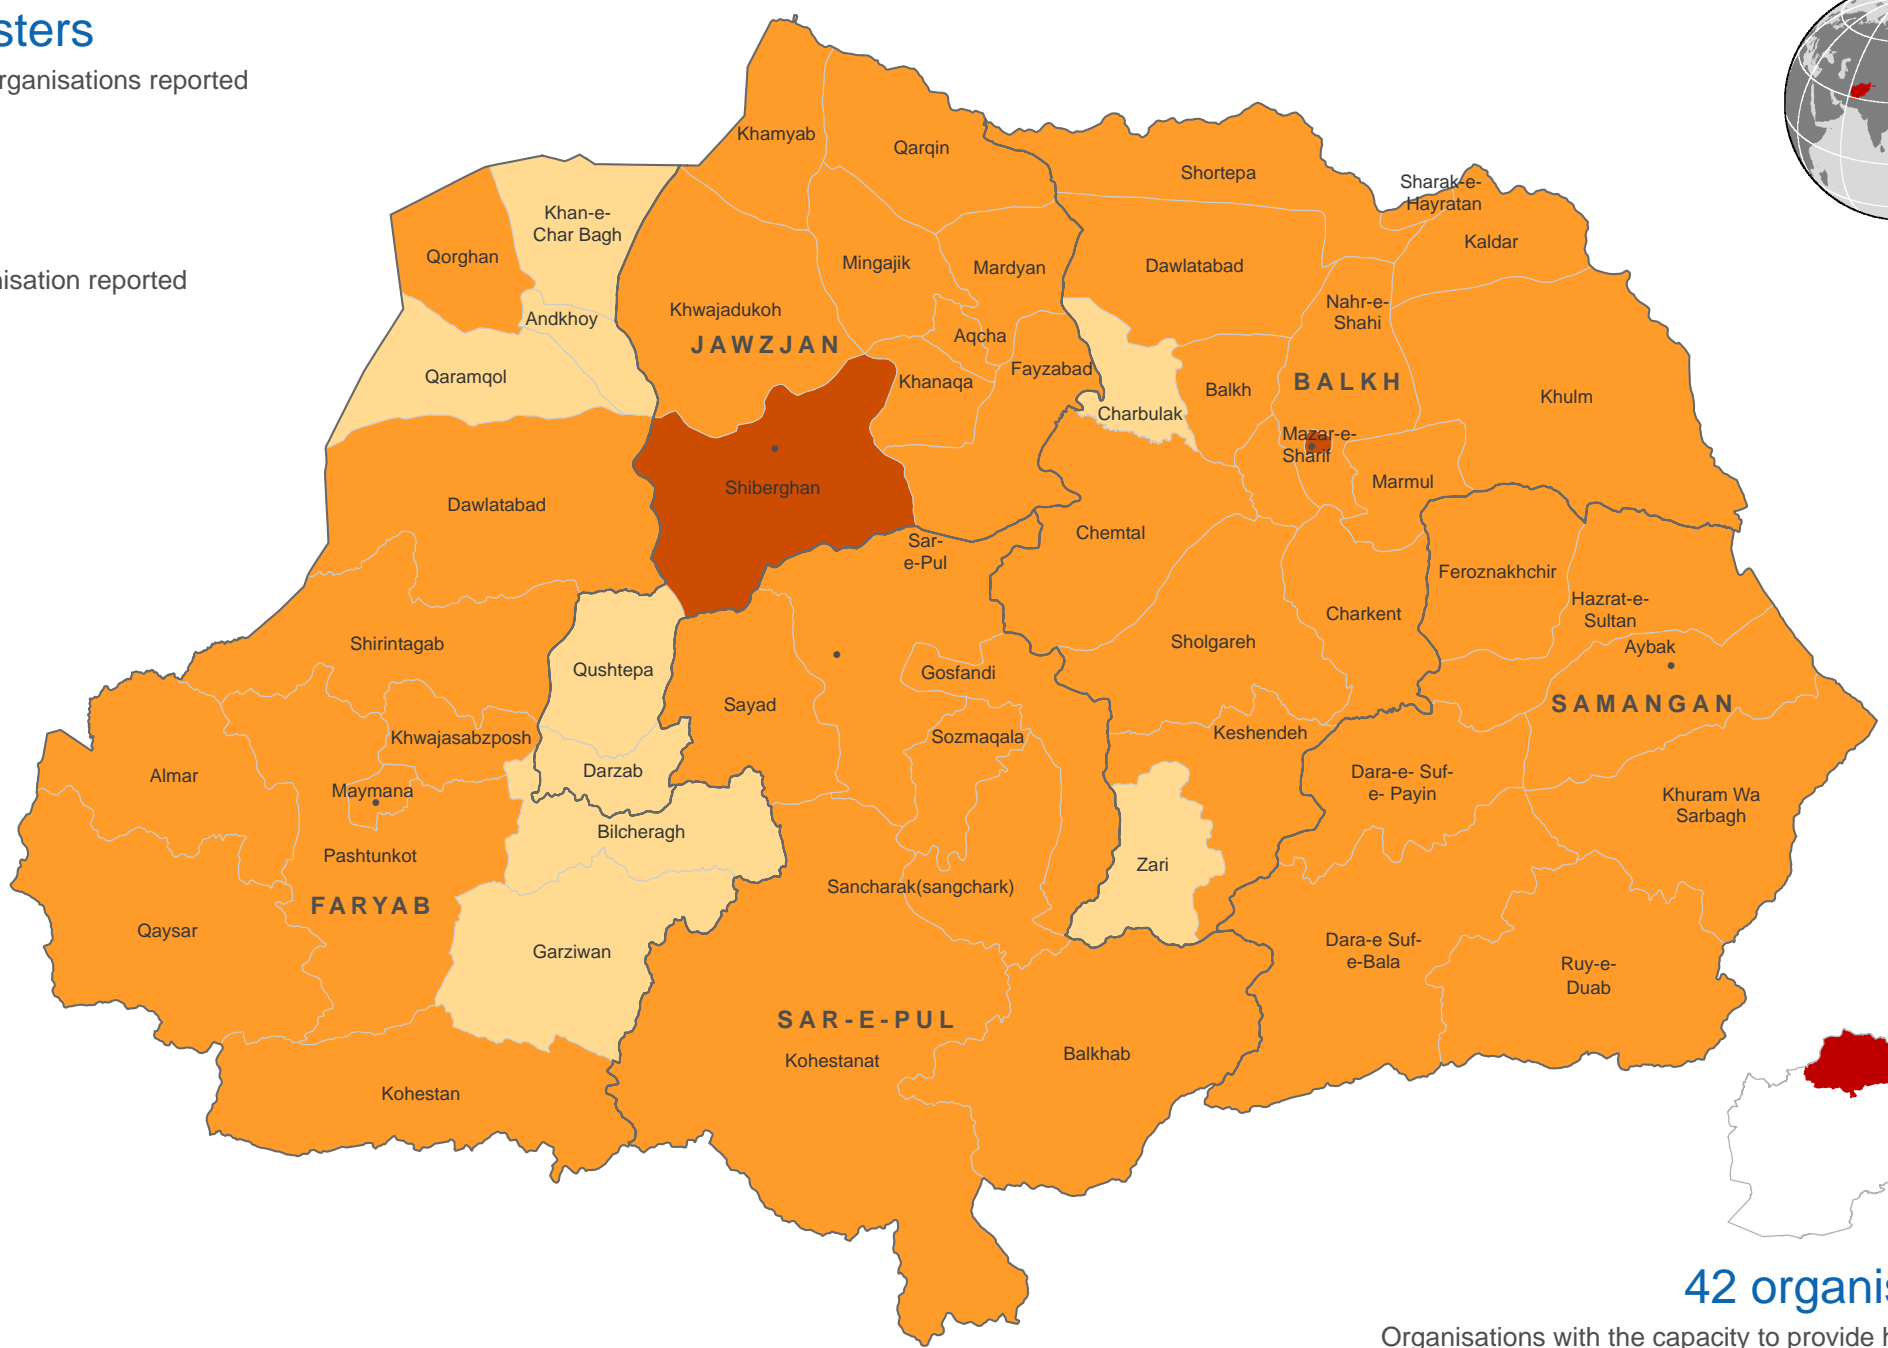 sters
rganisations reported
nisation reported
Khamyab
Qarqin
Shortepa
Sharak-e-
Hayratan
Kaldar
Khan-e-
Char Bagh
Qorghan
Mingajik
Mardyan
Dawlatabad
Nahr-e-
Shahi
Andkhoy
Khwajadukoh
JAWZJAN
Aqcha
Qaramqol
Khanaqa
Fayzabad
Charbulak
Balkh
BALKH
Khulm
Mazar-e-
Sharif
Marmul
Dawlatabad
Shiberghan
Sar-
e-Pul
Chemtal
Feroznakhchir
Hazrat-e-
Sultan
Charkent
Sholgareh
Aybak
SAMANGAN
Shirintagab
Qushtepa
Gosfandi
Sayad
Sozmaqala
Keshendeh
Khwajasabzposh
Almar
Maymana
Darzab
Dara-e- Suf-
e- Payin
Khuram Wa
Sarbagh
Bilcheragh
Pashtunkot
Zari
FARYAB
Sancharak(sangchark)
Qaysar
Garziwan
Dara-e Suf-
e-Bala
Ruy-e-
Duab
SAR-E-PUL
Kohestanat
Balkhab
Kohestan
42 organis
Organisations with the capacity to provide h